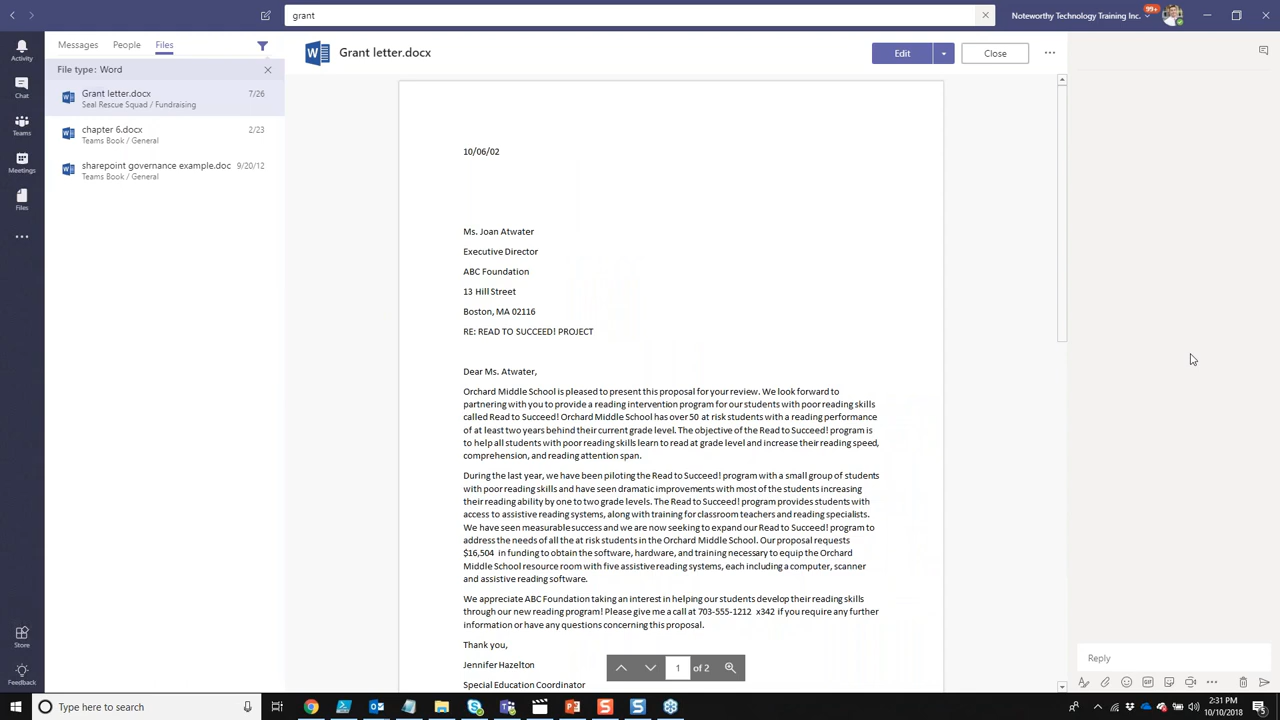 grant
Noteworthy Technology Training Inc.
99+
Activity
Chat
Teams
Meetings
Files
Store
Feedback
Messages People Files
File type: Word
Grant letter.docx 7/26
Seal Rescue Squad / Fundraising
chapter 6.docx 2/23
Teams Book / General
sharepoint governance example.doc 9/20/12
Teams Book / General
Grant letter.docx
Edit
Close
10/06/02
Ms. Joan Atwater
Executive Director
ABC Foundation
13 Hill Street
Boston, MA 02116
RE: READ TO SUCCEED! PROJECT
Dear Ms. Atwater,
Orchard Middle School is pleased to present this proposal for your review. We look forward to
partnering with you to provide a reading intervention program for our students with poor reading skills
called Read to Succeed! Orchard Middle School has over 50 at risk students with a reading performance
of at least two years behind their current grade level. The objective of the Read to Succeed! program is
to help all students with poor reading skills learn to read at grade level and increase their reading speed,
comprehension, and reading attention span.
During the last year, we have been piloting the Read to Succeed! program with a small group of students
with poor reading skills and have seen dramatic improvements with most of the students increasing
their reading ability by one to two grade levels. The Read to Succeed! program provides students with
access to assistive reading systems, along with training for classroom teachers and reading specialists.
We have seen measurable success and we are now seeking to expand our Read to Succeed! program to
address the needs of all the at risk students in the Orchard Middle School. Our proposal requests
$16,504 in funding to obtain the software, hardware, and training necessary to equip the Orchard
Middle School resource room with five assistive reading systems, each including a computer, scanner
and assistive reading software.
We appreciate ABC Foundation taking an interest in helping our students develop their reading skills
through our new reading program! Please give me a call at 703-555-1212 x342 if you require any further
information or have any questions concerning this proposal.
Thank you,
Jennifer Hazelton
Special Education Coordinator
1 of 2
Reply
Type here to search
2:31 PM
10/10/2018